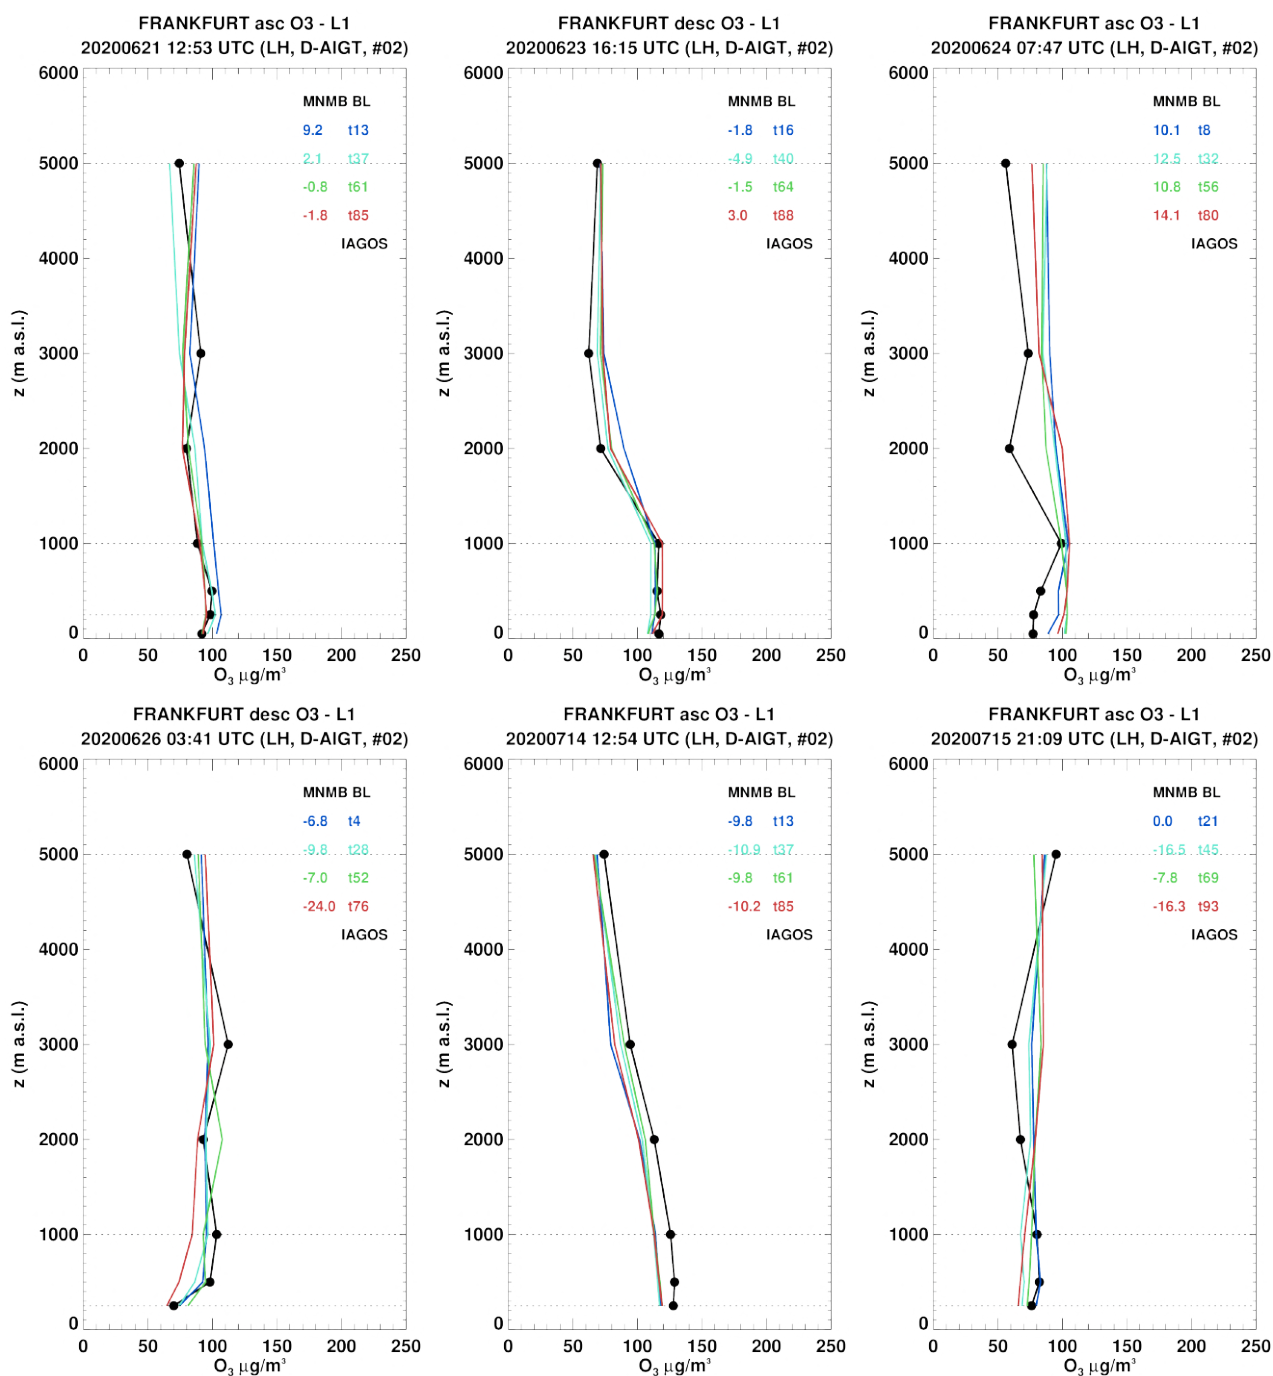 FRANKFURT asc O3 - L1
20200621 12:53 UTC (LH, D-AIGT, #02)
6000
5000
4000
3000
2000
1000
0
z (m a.s.l.)
MNMB BL
9.2 t13
2.1 t37
-0.8 t61
-1.8 t85
IAGOS
0 50 100 150 200 250
O3 μg/m³
FRANKFURT desc O3 - L1
20200623 16:15 UTC (LH, D-AIGT, #02)
6000
5000
4000
3000
2000
1000
0
z (m a.s.l.)
MNMB BL
-1.8 t16
-4.9 t40
-1.5 t64
3.0 t88
IAGOS
0 50 100 150 200 250
O3 μg/m³
FRANKFURT asc O3 - L1
20200624 07:47 UTC (LH, D-AIGT, #02)
6000
5000
4000
3000
2000
1000
0
z (m a.s.l.)
MNMB BL
10.1 t8
12.5 t32
10.8 t56
14.1 t80
IAGOS
0 50 100 150 200 250
O3 μg/m³
FRANKFURT desc O3 - L1
20200626 03:41 UTC (LH, D-AIGT, #02)
6000
5000
4000
3000
2000
1000
0
z (m a.s.l.)
MNMB BL
-6.8 t4
-9.8 t28
-7.0 t52
-24.0 t76
IAGOS
0 50 100 150 200 250
O3 μg/m³
FRANKFURT asc O3 - L1
20200714 12:54 UTC (LH, D-AIGT, #02)
6000
5000
4000
3000
2000
1000
0
z (m a.s.l.)
MNMB BL
-9.8 t13
-10.9 t37
-9.8 t61
-10.2 t85
IAGOS
0 50 100 150 200 250
O3 μg/m³
FRANKFURT asc O3 - L1
20200715 21:09 UTC (LH, D-AIGT, #02)
6000
5000
4000
3000
2000
1000
0
z (m a.s.l.)
MNMB BL
0.0 t21
-16.5 t45
-7.8 t69
-16.3 t93
IAGOS
0 50 100 150 200 250
O3 μg/m³